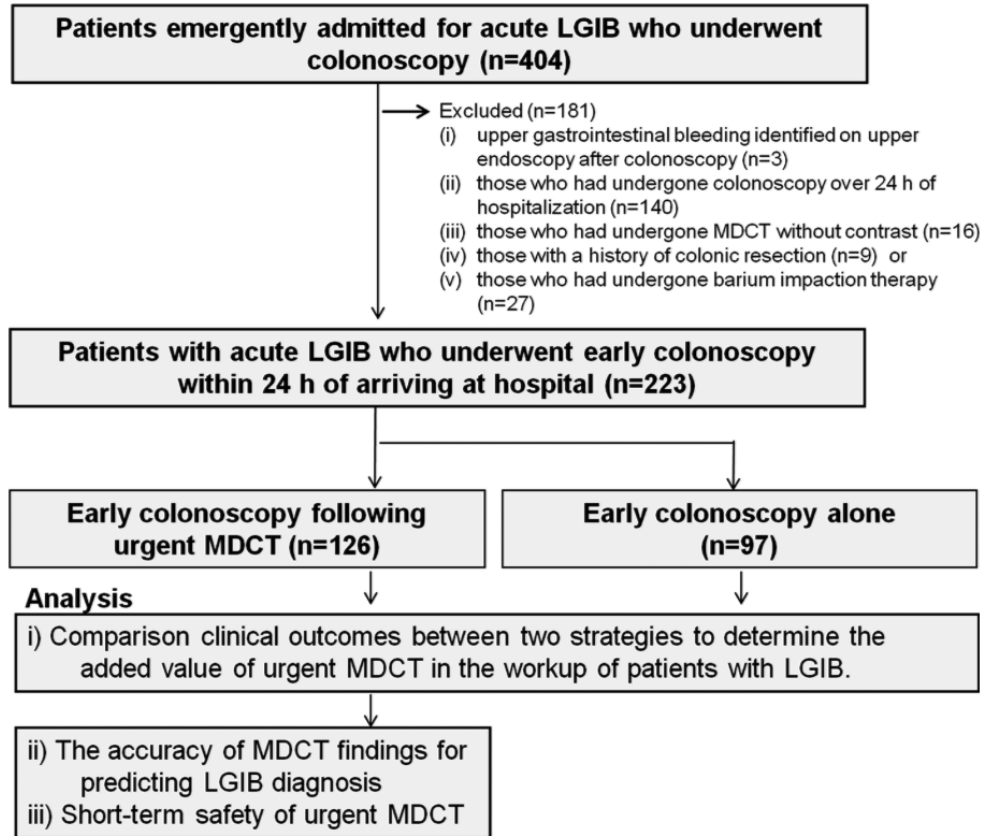 Patients emergently admitted for acute LGIB who underwent
colonoscopy (n=404)
Excluded (n=181)
(i) upper gastrointestinal bleeding identified on upper
endoscopy after colonoscopy (n=3)
(ii) those who had undergone colonoscopy over 24 h of
hospitalization (n=140)
(iii) those who had undergone MDCT without contrast (n=16)
(iv) those with a history of colonic resection (n=9) or
(v) those who had undergone barium impaction therapy
(n=27)
Patients with acute LGIB who underwent early colonoscopy
within 24 h of arriving at hospital (n=223)
Early colonoscopy following
urgent MDCT (n=126)
Early colonoscopy alone
(n=97)
Analysis
i) Comparison clinical outcomes between two strategies to determine the
added value of urgent MDCT in the workup of patients with LGIB.
ii) The accuracy of MDCT findings for
predicting LGIB diagnosis
iii) Short-term safety of urgent MDCT